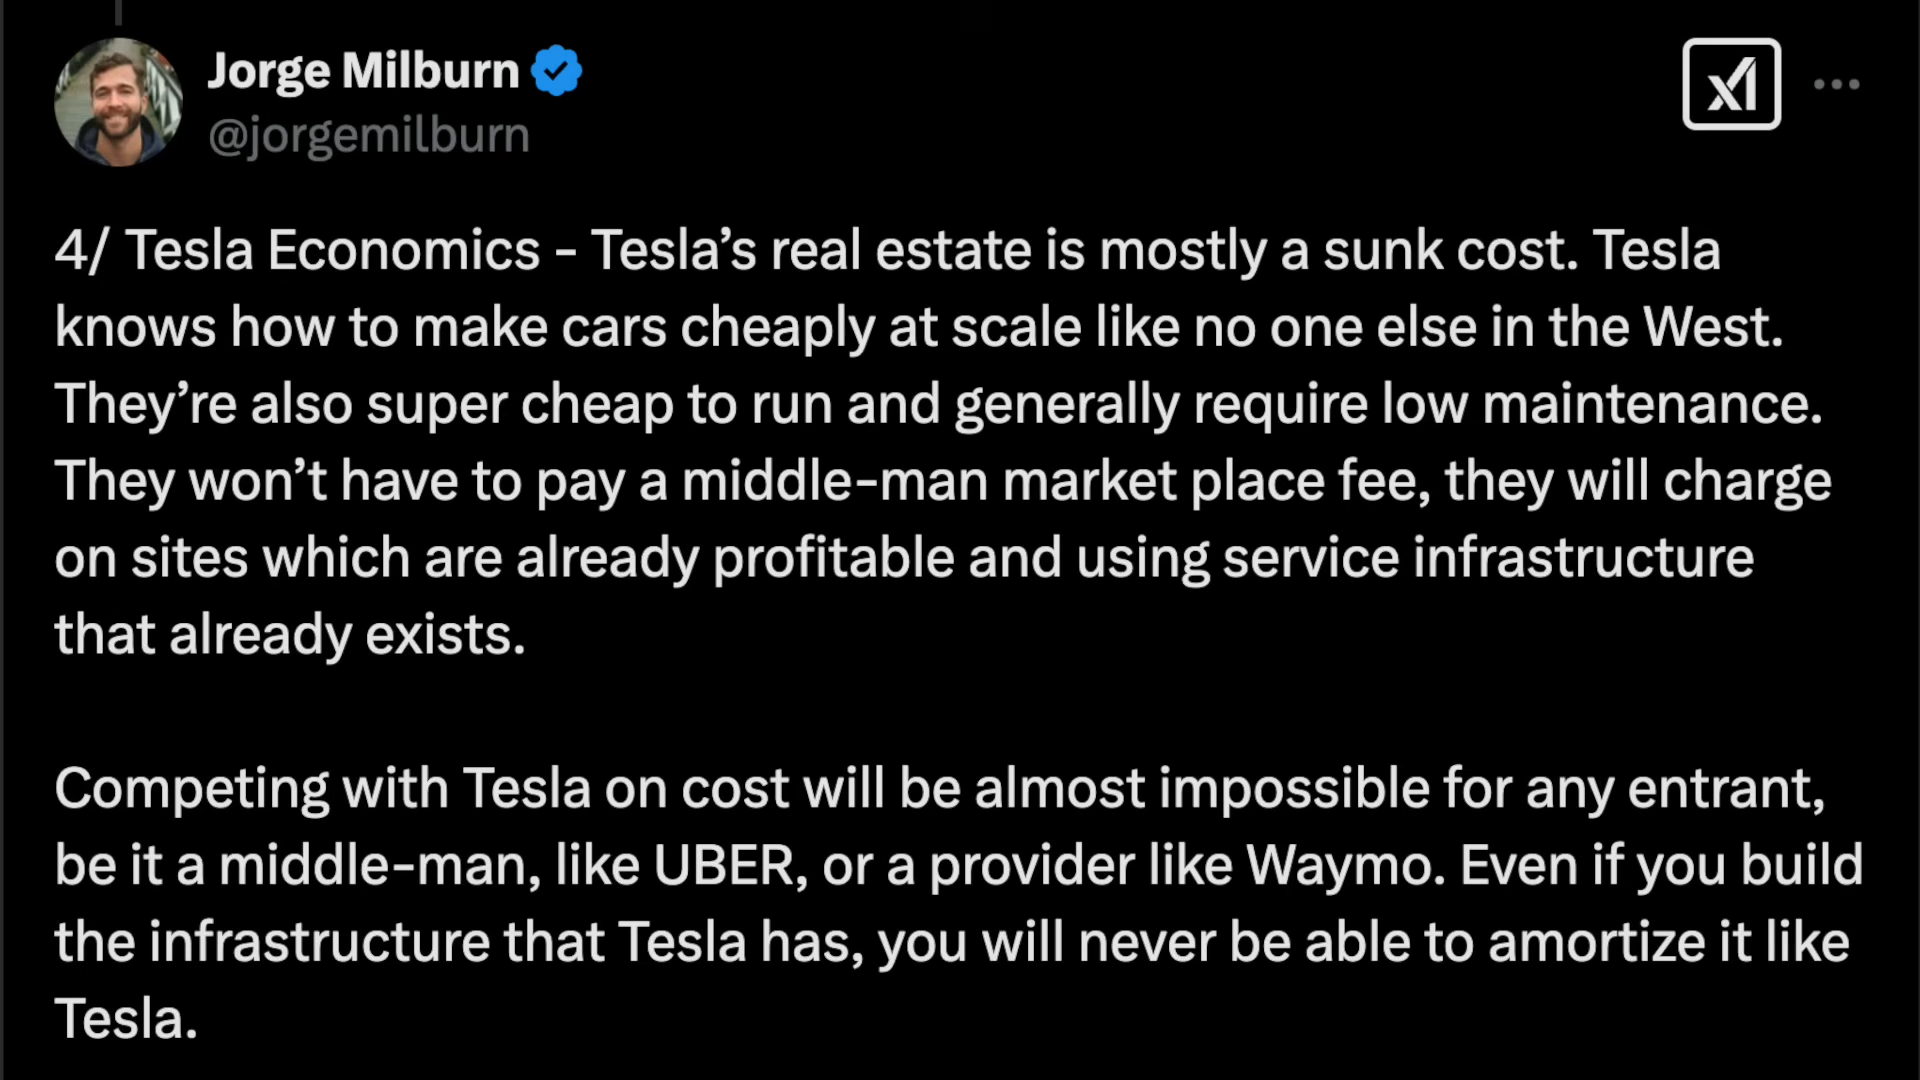 Jorge Milburn
@jorgemilburn
4/ Tesla Economics - Tesla’s real estate is mostly a sunk cost. Tesla
knows how to make cars cheaply at scale like no one else in the West.
They’re also super cheap to run and generally require low maintenance.
They won’t have to pay a middle-man market place fee, they will charge
on sites which are already profitable and using service infrastructure
that already exists.
Competing with Tesla on cost will be almost impossible for any entrant,
be it a middle-man, like UBER, or a provider like Waymo. Even if you build
the infrastructure that Tesla has, you will never be able to amortize it like
Tesla.